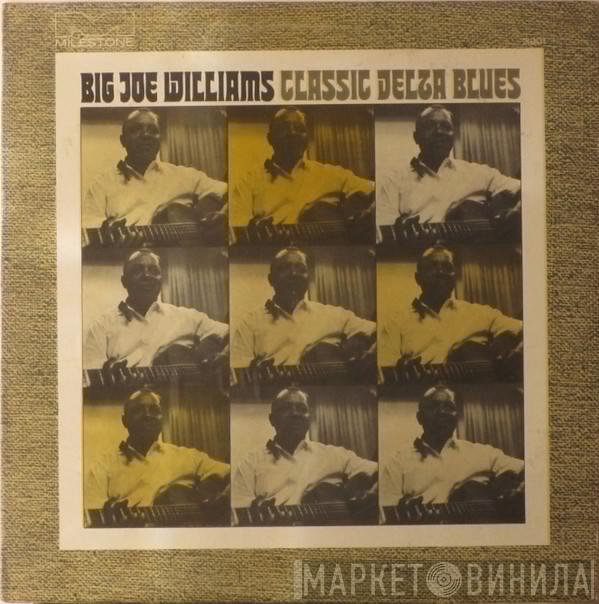 MILESTONE
BIG JOE WILLIAMS CLASSIC DELTA BLUES
МАРКЕТ ВИНИЛА